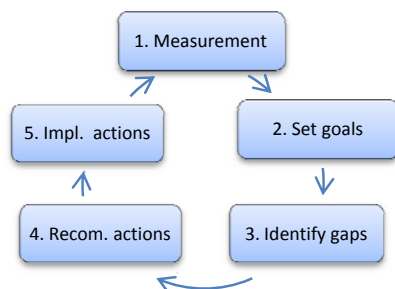 1. Measurement
2. Set goals
3. Identify gaps
4. Recom. actions
5. Impl. actions